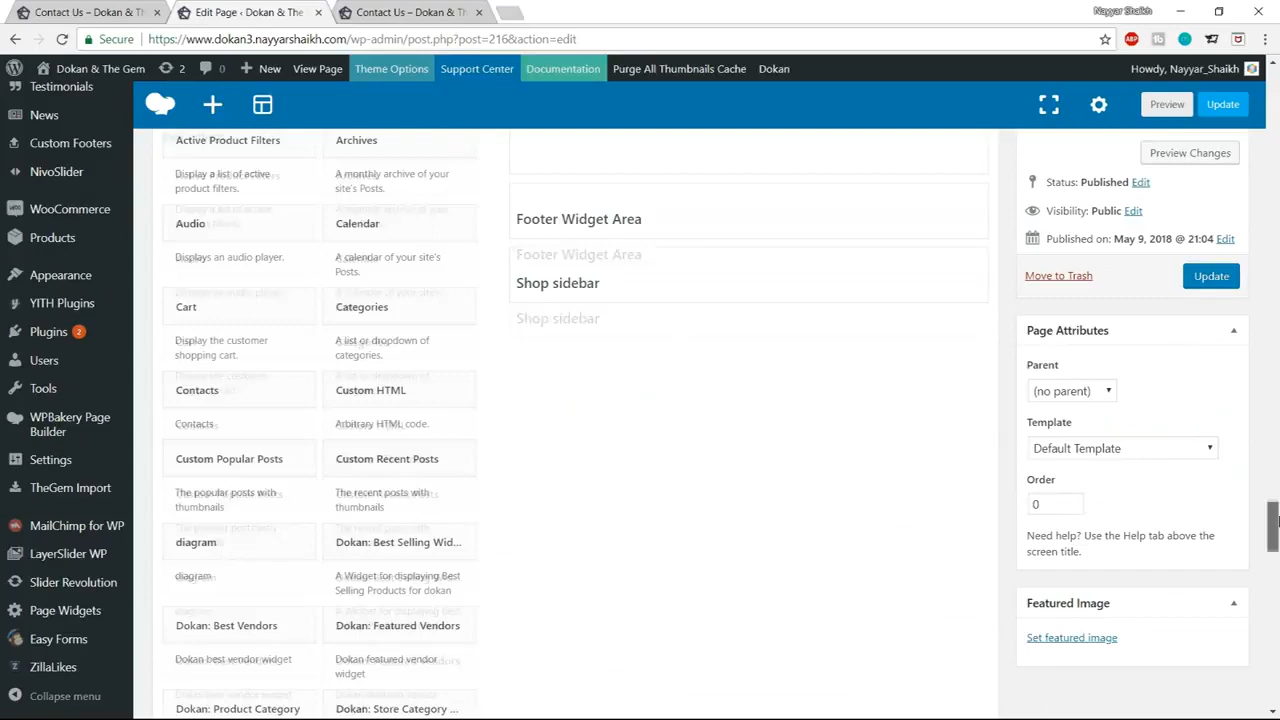 Contact Us – Dokan & Th
Edit Page ‹ Dokan & The
Contact Us – Dokan & Th
Nayyar Shaikh
Secure
https://www.dokan3.nayyarshaikh.com/wp-admin/post.php?post=216&action=edit
ABP
Dokan & The Gem
2
0
New
View Page
Theme Options
Support Center
Documentation
Purge All Thumbnails Cache
Dokan
Howdy, Nayyar_Shaikh
Preview
Update
Testimonials
News
Custom Footers
NivoSlider
WooCommerce
Products
Appearance
YITH Plugins
Plugins 2
Users
Tools
WPBakery Page
Builder
Settings
TheGem Import
MailChimp for WP
LayerSlider WP
Slider Revolution
Page Widgets
Easy Forms
ZillaLikes
Collapse menu
Active Product Filters
Display a list of active
product filters.
Audio
Displays an audio player.
Cart
Display the customer
shopping cart.
Contacts
Contacts
Custom Popular Posts
The popular posts with
thumbnails
diagram
diagram
Dokan: Best Vendors
Dokan best vendor widget
Dokan: Product Category
Archives
A monthly archive of your
site's Posts.
Calendar
A calendar of your site's
Posts.
Categories
A list or dropdown of
categories.
Custom HTML
Arbitrary HTML code.
Custom Recent Posts
The recent posts with
thumbnails
Dokan: Best Selling Wid...
A Widget for displaying Best
Selling Products for dokan
Dokan: Featured Vendors
Dokan featured vendor
widget
Dokan: Store Category ...
Footer Widget Area
Footer Widget Area
Shop sidebar
Shop sidebar
Preview Changes
Status: Published Edit
Visibility: Public Edit
Published on: May 9, 2018 @ 21:04 Edit
Move to Trash
Update
Page Attributes
Parent
(no parent)
Template
Default Template
Order
0
Need help? Use the Help tab above the
screen title.
Featured Image
Set featured image